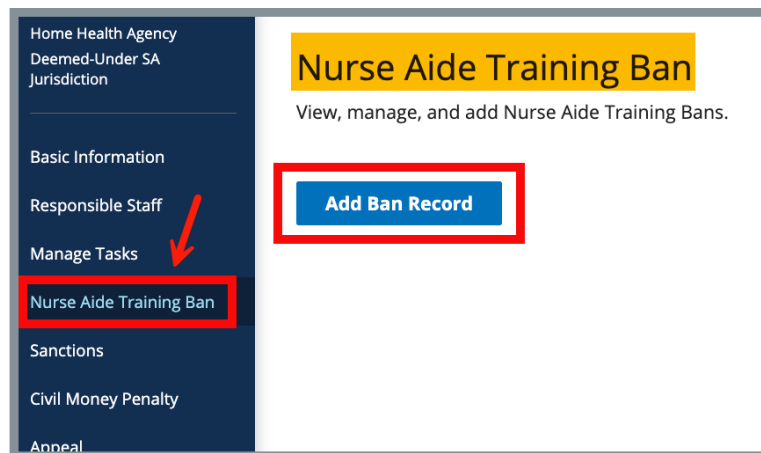 Home Health Agency
Deemed-Under SA
Jurisdiction
Basic Information
Responsible Staff
Manage Tasks
Nurse Aide Training Ban
Sanctions
Civil Money Penalty
Appeal
Nurse Aide Training Ban
View, manage, and add Nurse Aide Training Bans.
Add Ban Record